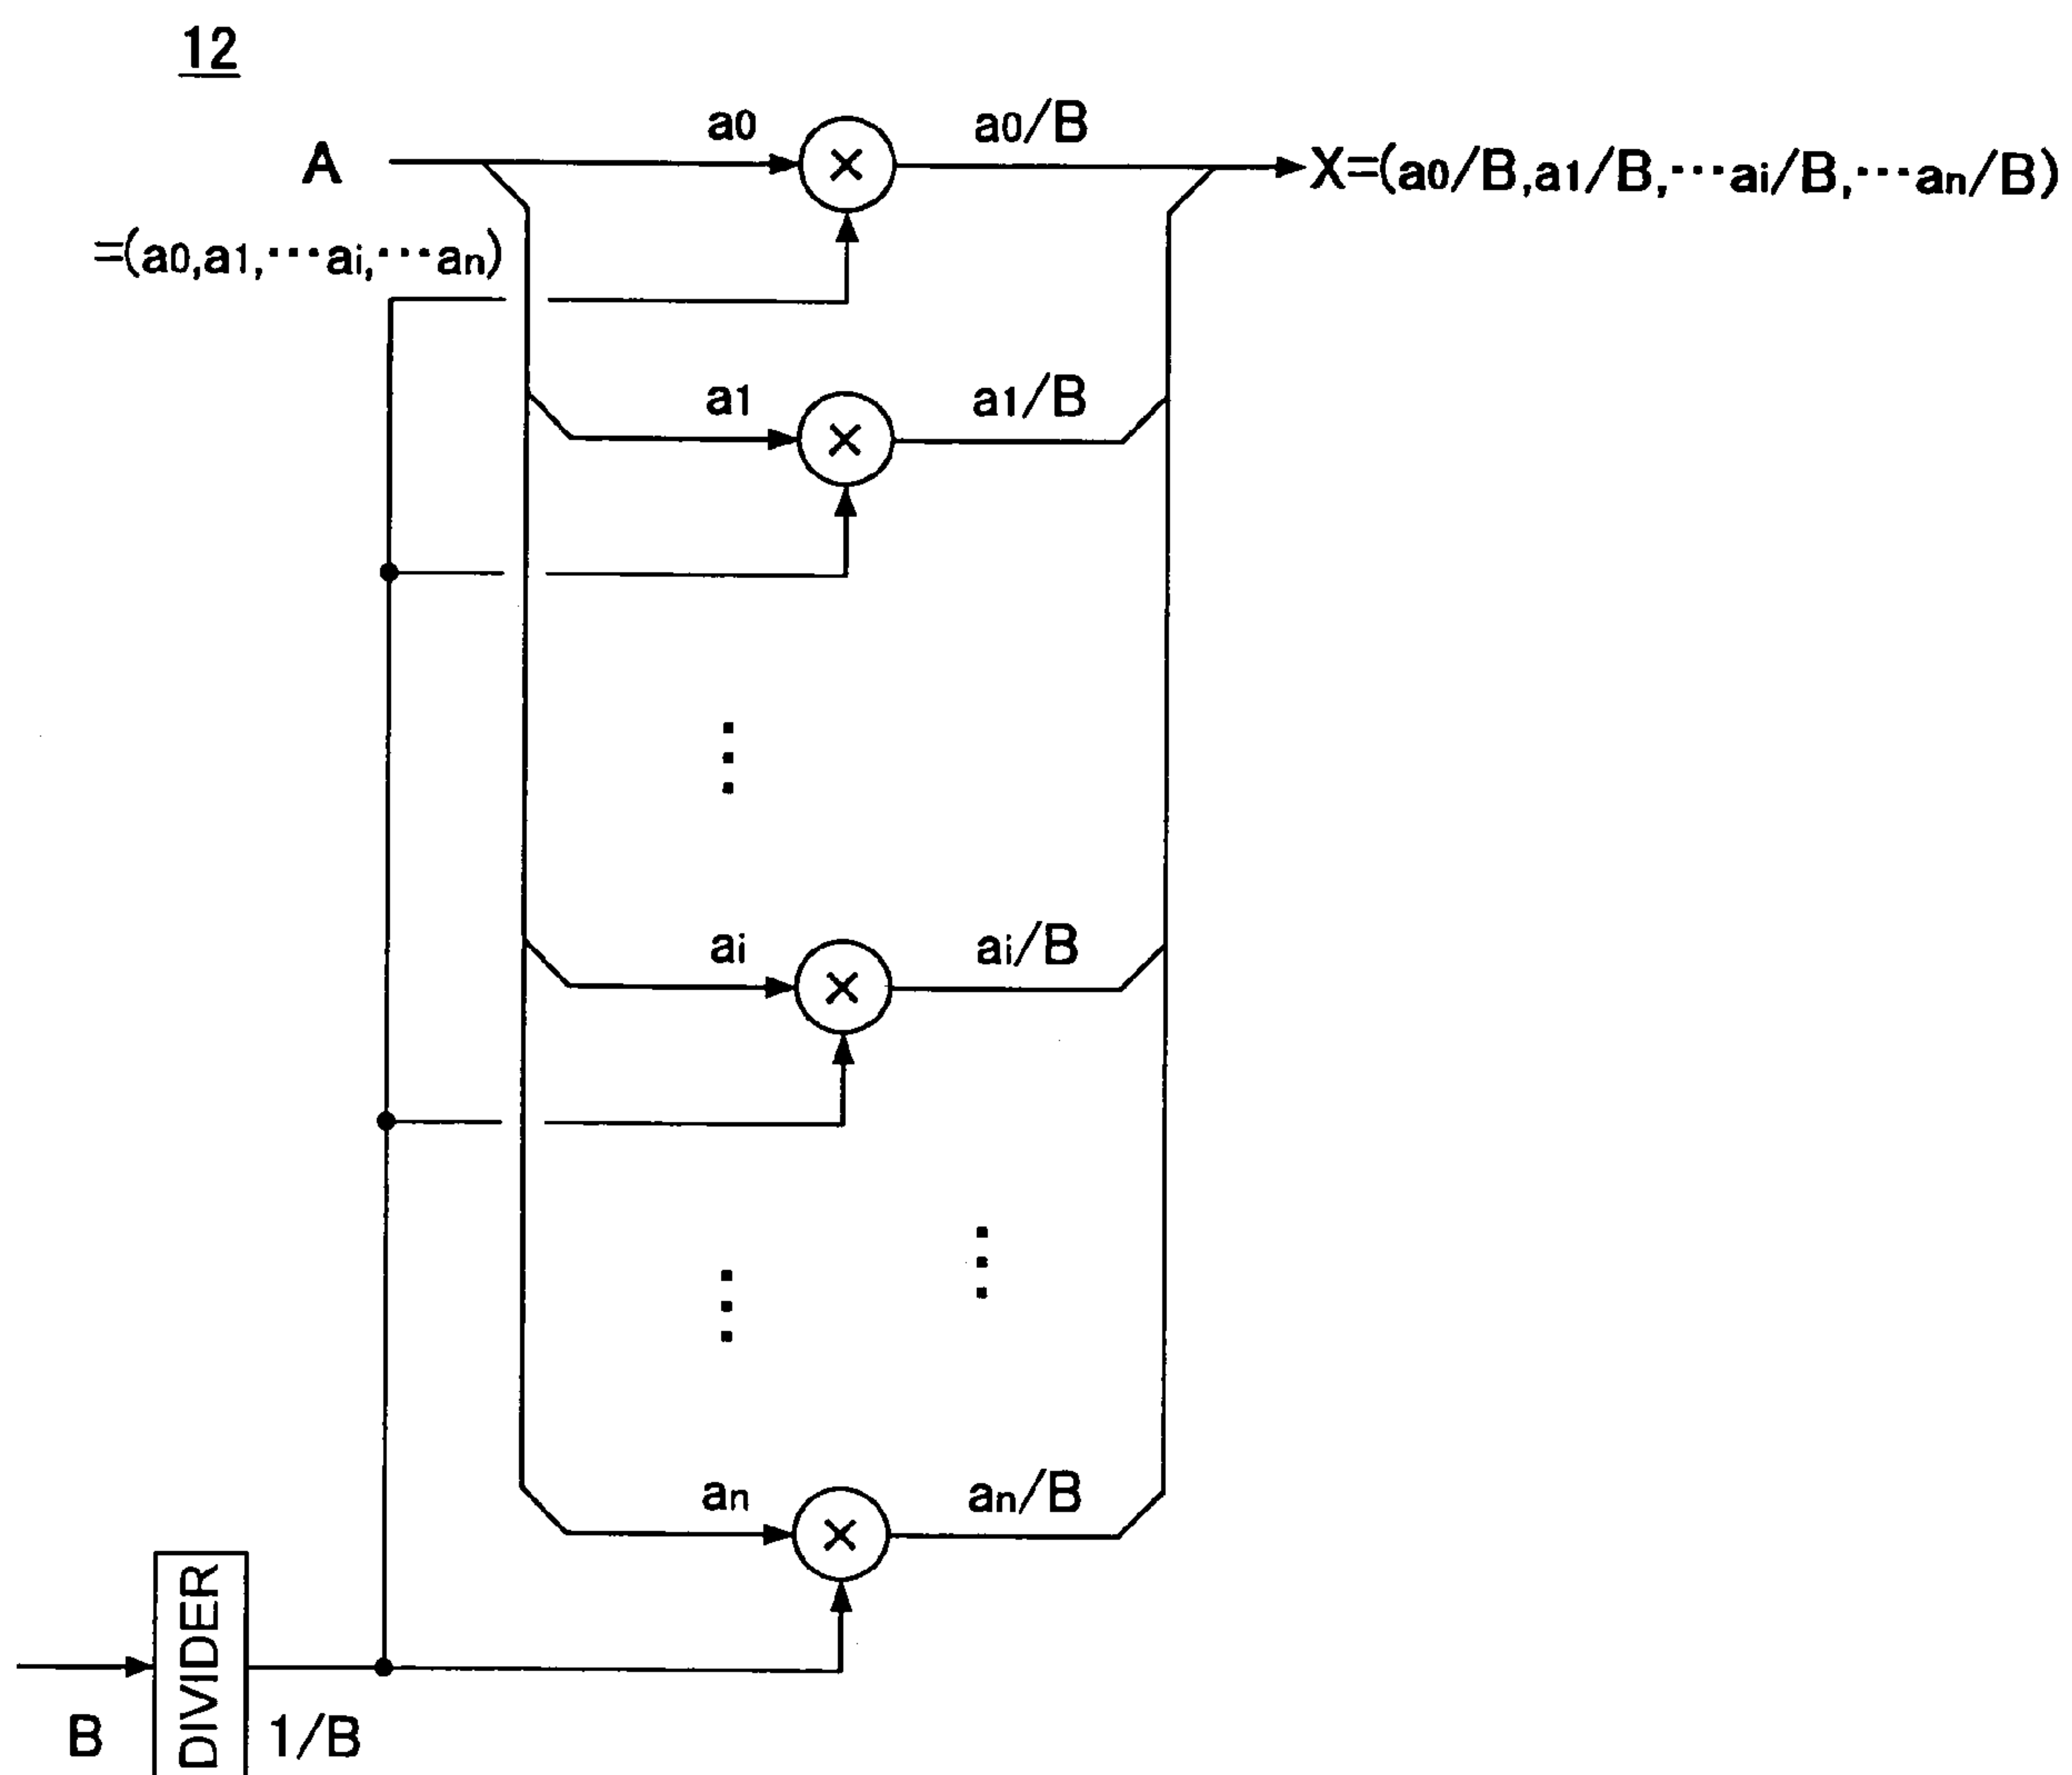 12
A
=(a0,a1,···ai,···an)
a0
a0/B
X=(a0/B,a1/B,···ai/B,···an/B)
a1
a1/B
ai
ai/B
an
an/B
B
DIVIDER
1/B